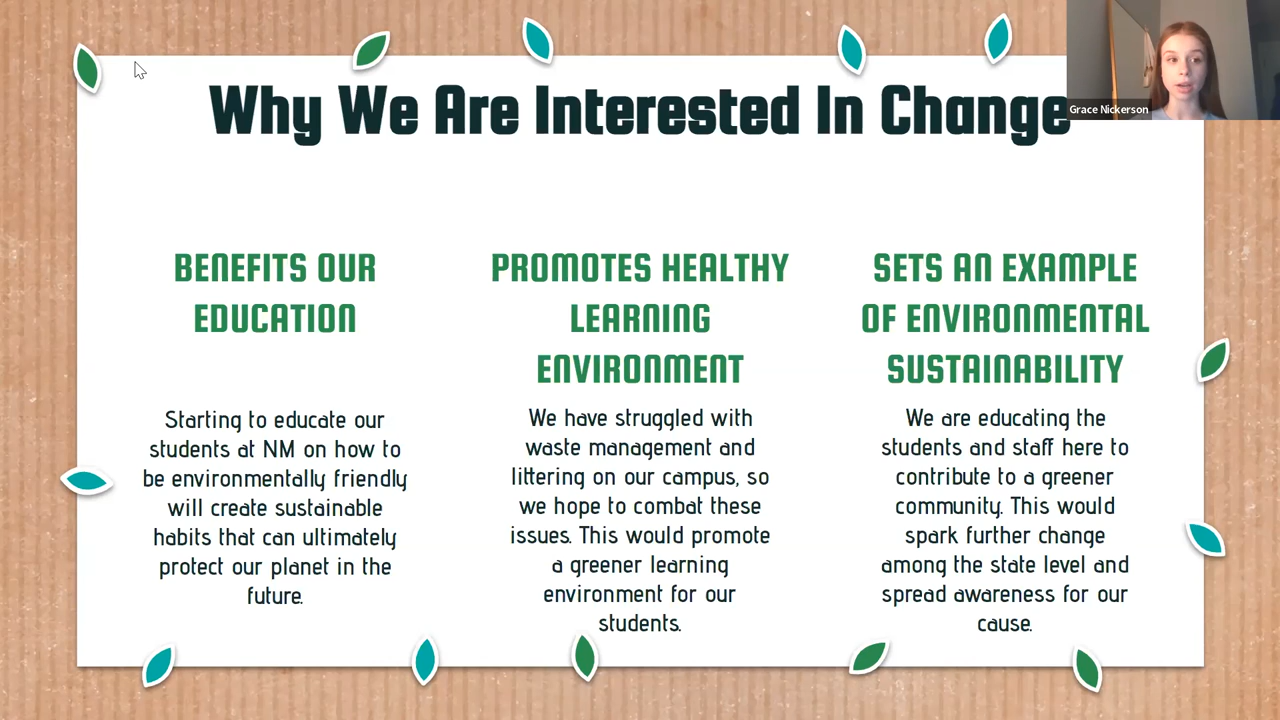 Why We Are Interested In Change
Grace Nickerson
BENEFITS OUR
EDUCATION
Starting to educate our
students at NM on how to
be environmentally friendly
will create sustainable
habits that can ultimately
protect our planet in the
future.
PROMOTES HEALTHY
LEARNING
ENVIRONMENT
We have struggled with
waste management and
littering on our campus, so
we hope to combat these
issues. This would promote
a greener learning
environment for our
students.
SETS AN EXAMPLE
OF ENVIRONMENTAL
SUSTAINABILITY
We are educating the
students and staff here to
contribute to a greener
community. This would
spark further change
among the state level and
spread awareness for our
cause.